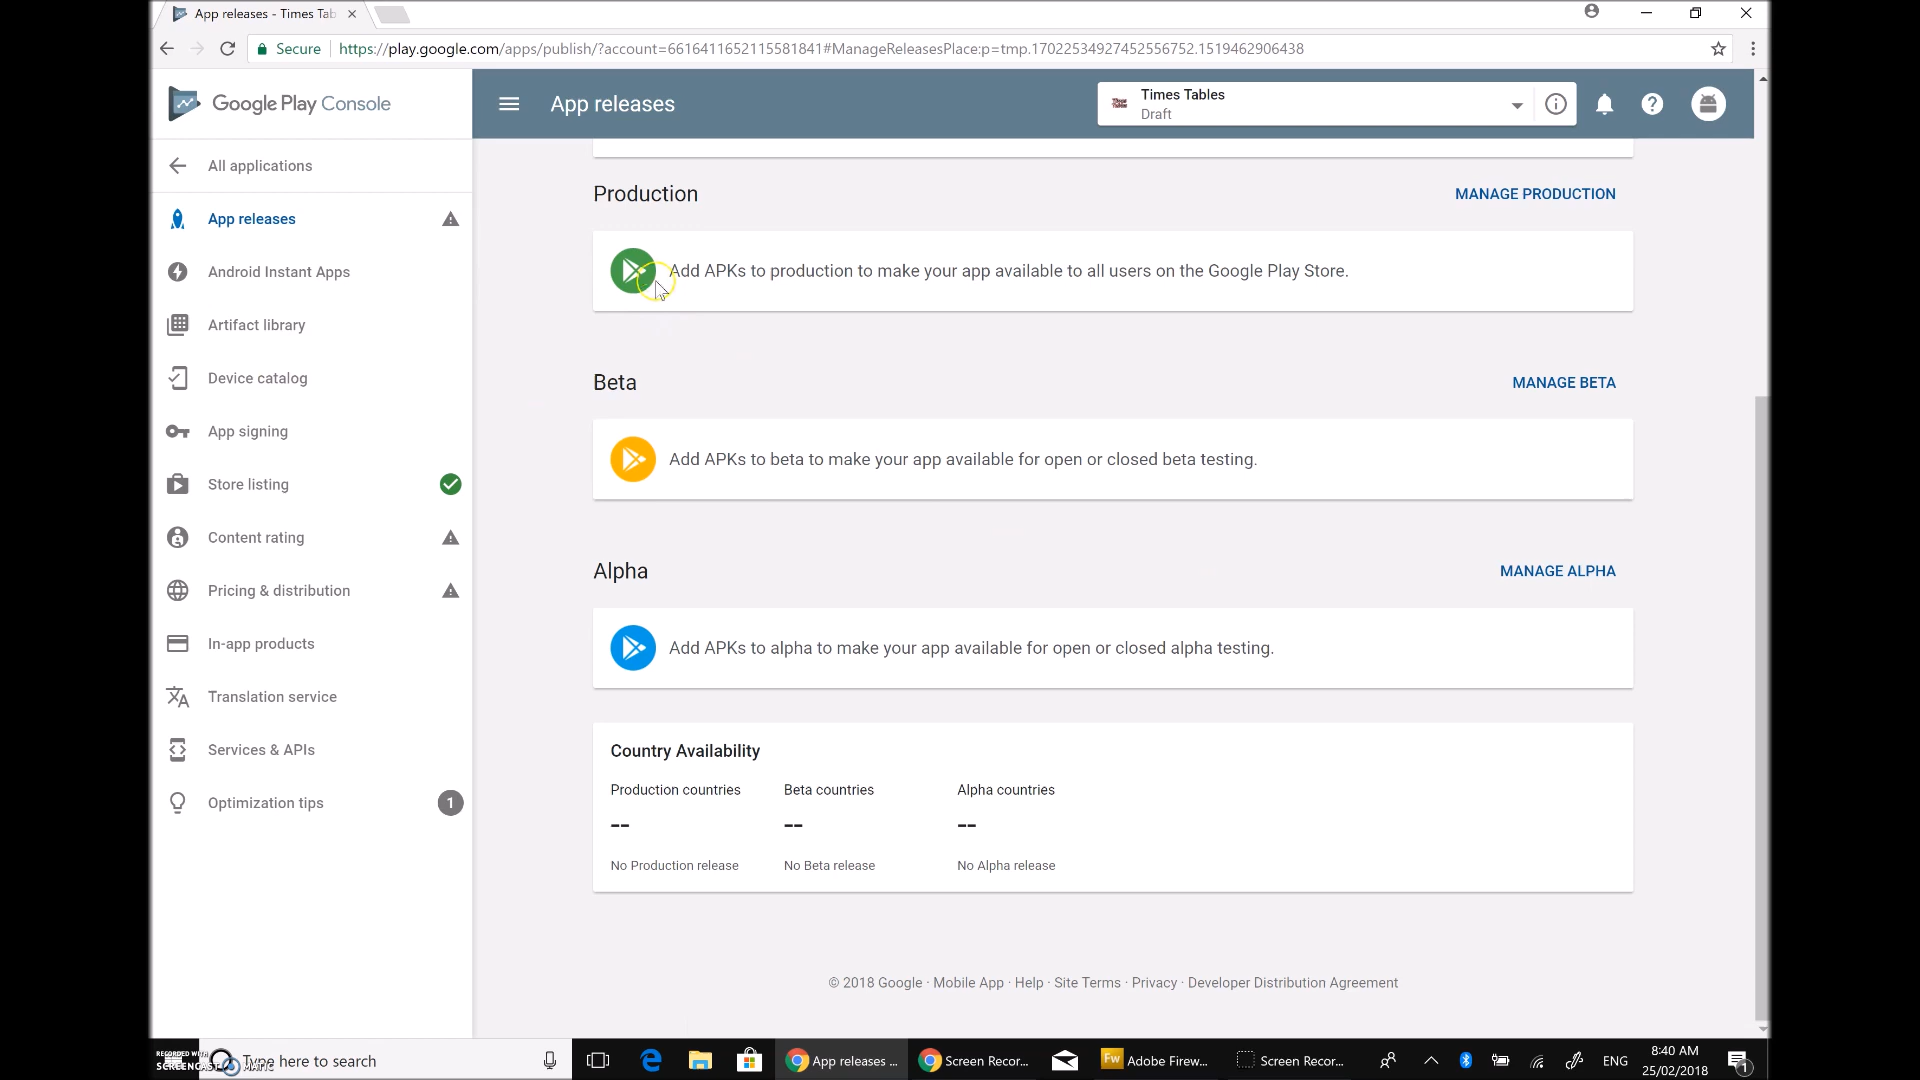 App releases - Times Tab
Secure
https://play.google.com/apps/publish/?account=6616411652115581841#ManageReleasesPlace:p=tmp.17022534927452556752.1519462906438
Google Play Console
App releases
Times Tables
Draft
All applications
App releases
Android Instant Apps
Artifact library
Device catalog
App signing
Store listing
Content rating
Pricing & distribution
In-app products
Translation service
Services & APIs
Optimization tips
1
Production
MANAGE PRODUCTION
Add APKs to production to make your app available to all users on the Google Play Store.
Beta
MANAGE BETA
Add APKs to beta to make your app available for open or closed beta testing.
Alpha
MANAGE ALPHA
Add APKs to alpha to make your app available for open or closed alpha testing.
Country Availability
Production countries Beta countries Alpha countries
-- -- --
No Production release No Beta release No Alpha release
© 2018 Google · Mobile App · Help · Site Terms · Privacy · Developer Distribution Agreement
RECORDED WITH
SCREENCAST MATIC
Type here to search
App releases ...
Screen Recor...
Fw
Adobe Firew...
Screen Recor...
ENG
8:40 AM
25/02/2018
1